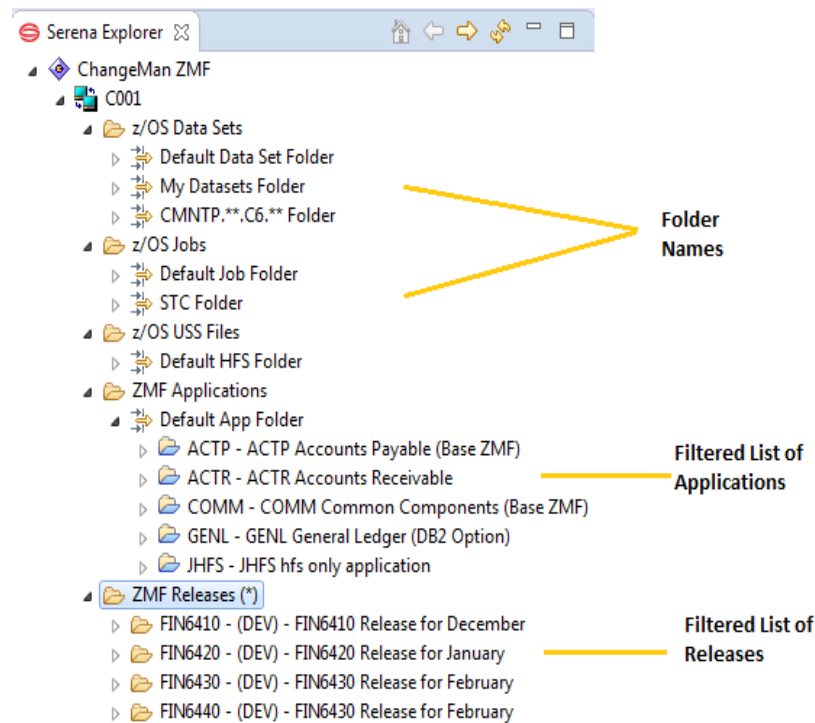 Serena Explorer
ChangeMan ZMF
C001
z/OS Data Sets
Default Data Set Folder
My Datasets Folder
CMNTP.**.C6.** Folder
Folder
Names
z/OS Jobs
Default Job Folder
STC Folder
z/OS USS Files
Default HFS Folder
ZMF Applications
Default App Folder
ACTP - ACTP Accounts Payable (Base ZMF)
ACTR - ACTR Accounts Receivable
Filtered List of
Applications
COMM - COMM Common Components (Base ZMF)
GENL - GENL General Ledger (DB2 Option)
JHFS - JHFS hfs only application
ZMF Releases (*)
FIN6410 - (DEV) - FIN6410 Release for December
FIN6420 - (DEV) - FIN6420 Release for January
Filtered List of
Releases
FIN6430 - (DEV) - FIN6430 Release for February
FIN6440 - (DEV) - FIN6430 Release for February